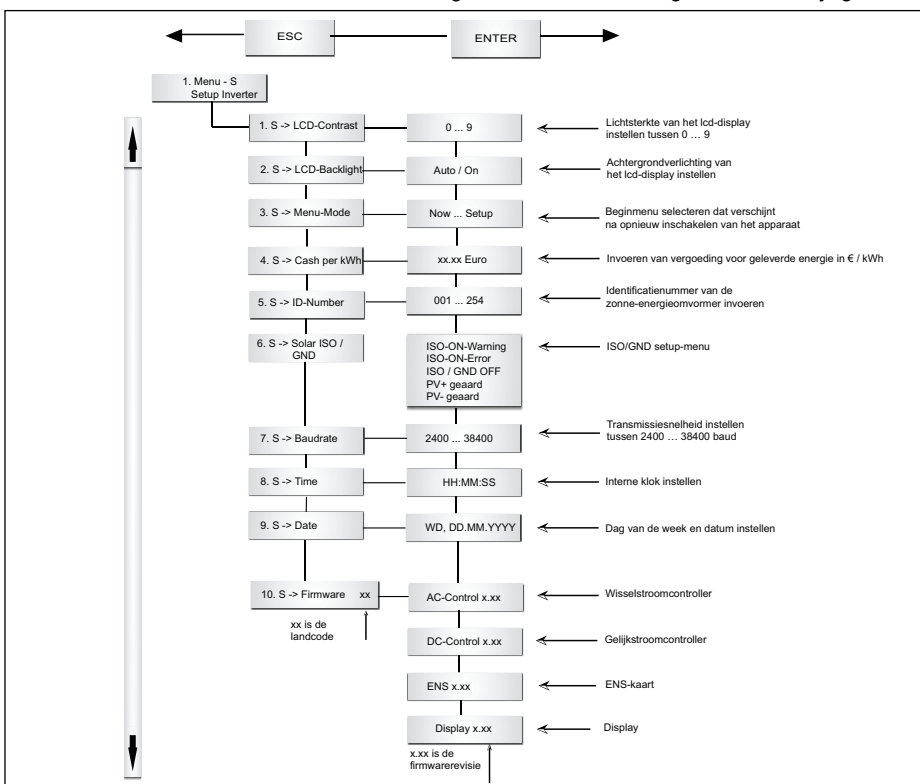 ESC
ENTER
1. Menu - S
Setup Inverter
1. S -> LCD-Contrast
0 ... 9
Lichtsterkte van het lcd-display
instellen tussen 0 … 9
2. S -> LCD-Backlight
Auto / On
Achtergrondverlichting van
het lcd-display instellen
3. S -> Menu-Mode
Now ... Setup
Beginmenu selecteren dat verschijnt
na opnieuw inschakelen van het apparaat
4. S -> Cash per kWh
xx.xx Euro
Invoeren van vergoeding voor geleverde energie in € / kWh
5. S -> ID-Number
001 ... 254
Identificatienummer van de
zonne-energieomvormer invoeren
6. S -> Solar ISO /
GND
ISO-ON-Warning
ISO-ON-Error
ISO / GND OFF
PV+ geaard
PV- geaard
ISO/GND setup-menu
7. S -> Baudrate
2400 ... 38400
Transmissiesnelheid instellen
tussen 2400 … 38400 baud
8. S -> Time
HH:MM:SS
Interne klok instellen
9. S -> Date
WD, DD.MM.YYYY
Dag van de week en datum instellen
10. S -> Firmware xx
AC-Control x.xx
Wisselstroomcontroller
xx is de
landcode
DC-Control x.xx
Gelijkstroomcontroller
ENS x.xx
ENS-kaart
Display x.xx
Display
x.xx is de
firmwarerevisie